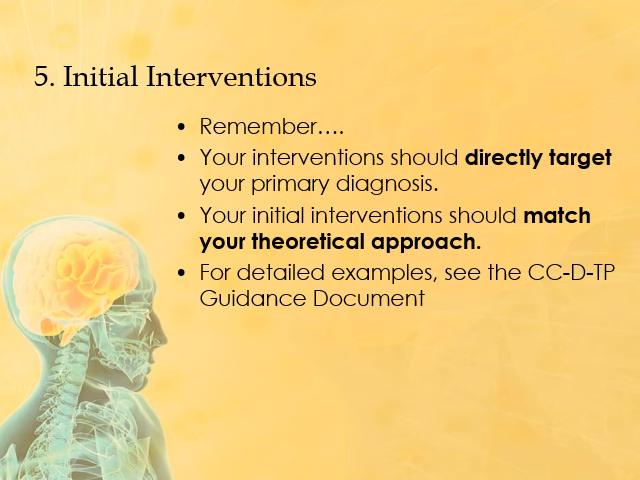 5. Initial Interventions
• Remember….
• Your interventions should directly target
your primary diagnosis.
• Your initial interventions should match
your theoretical approach.
• For detailed examples, see the CC-D-TP
Guidance Document